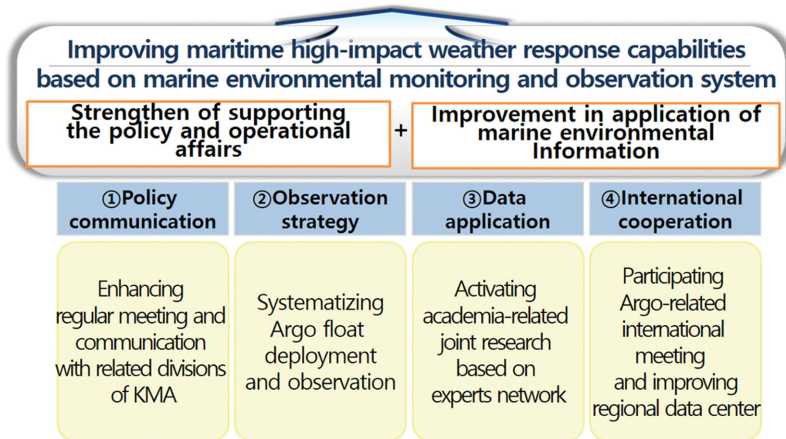 Improving maritime high-impact weather response capabilities
based on marine environmental monitoring and observation system
Strengthen of supporting
the policy and operational
affairs
+
Improvement in application of
marine environmental
Information
①Policy
communication
②Observation
strategy
③Data
application
④International
cooperation
Enhancing
regular meeting and
communication
with related divisions
of KMA
Systematizing
Argo float
deployment
and observation
Activating
academia-related
joint research
based on
experts network
Participating
Argo-related
international
meeting
and improving
regional data center